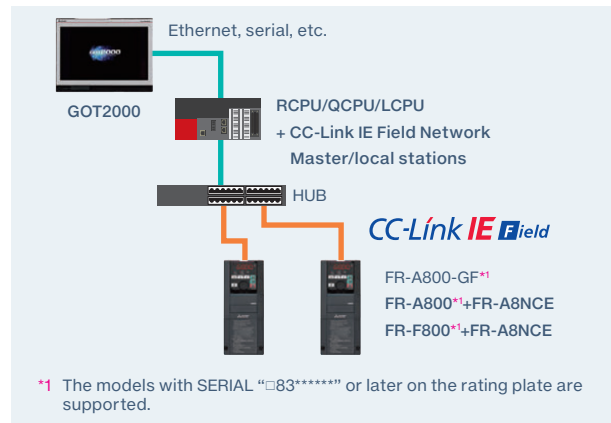 Ethernet, serial, etc.
GOT2000
RCPU/QCPU/LCPU
+ CC-Link IE Field Network
Master/local stations
HUB
CC-Línk IE Field
FR-A800-GF*1
FR-A800*1+FR-A8NCE
FR-F800*1+FR-A8NCE
*1 The models with SERIAL “□83******” or later on the rating plate are
supported.